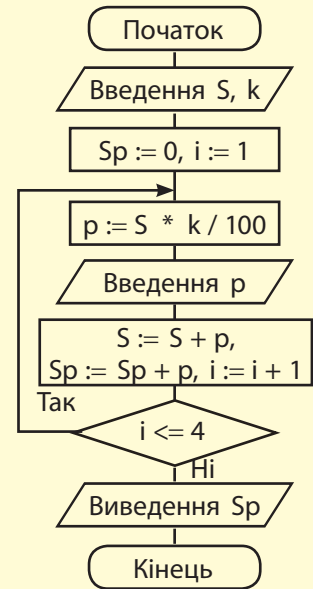 Початок
Введення S, k
Sp := 0, i := 1
p := S * k / 100
Введення p
S := S + p,
Sp := Sp + p, i := i + 1
Так
i <= 4
Ні
Виведення Sp
Кінець